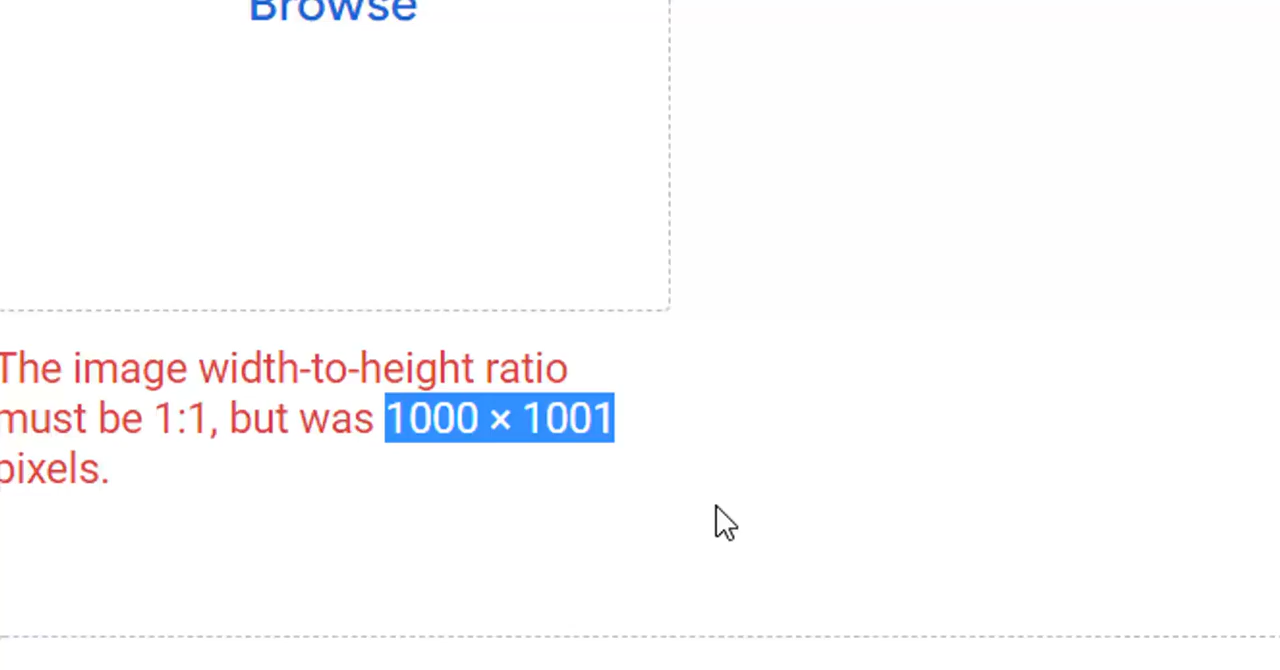 Browse
The image width-to-height ratio
must be 1:1, but was 1000 × 1001
pixels.